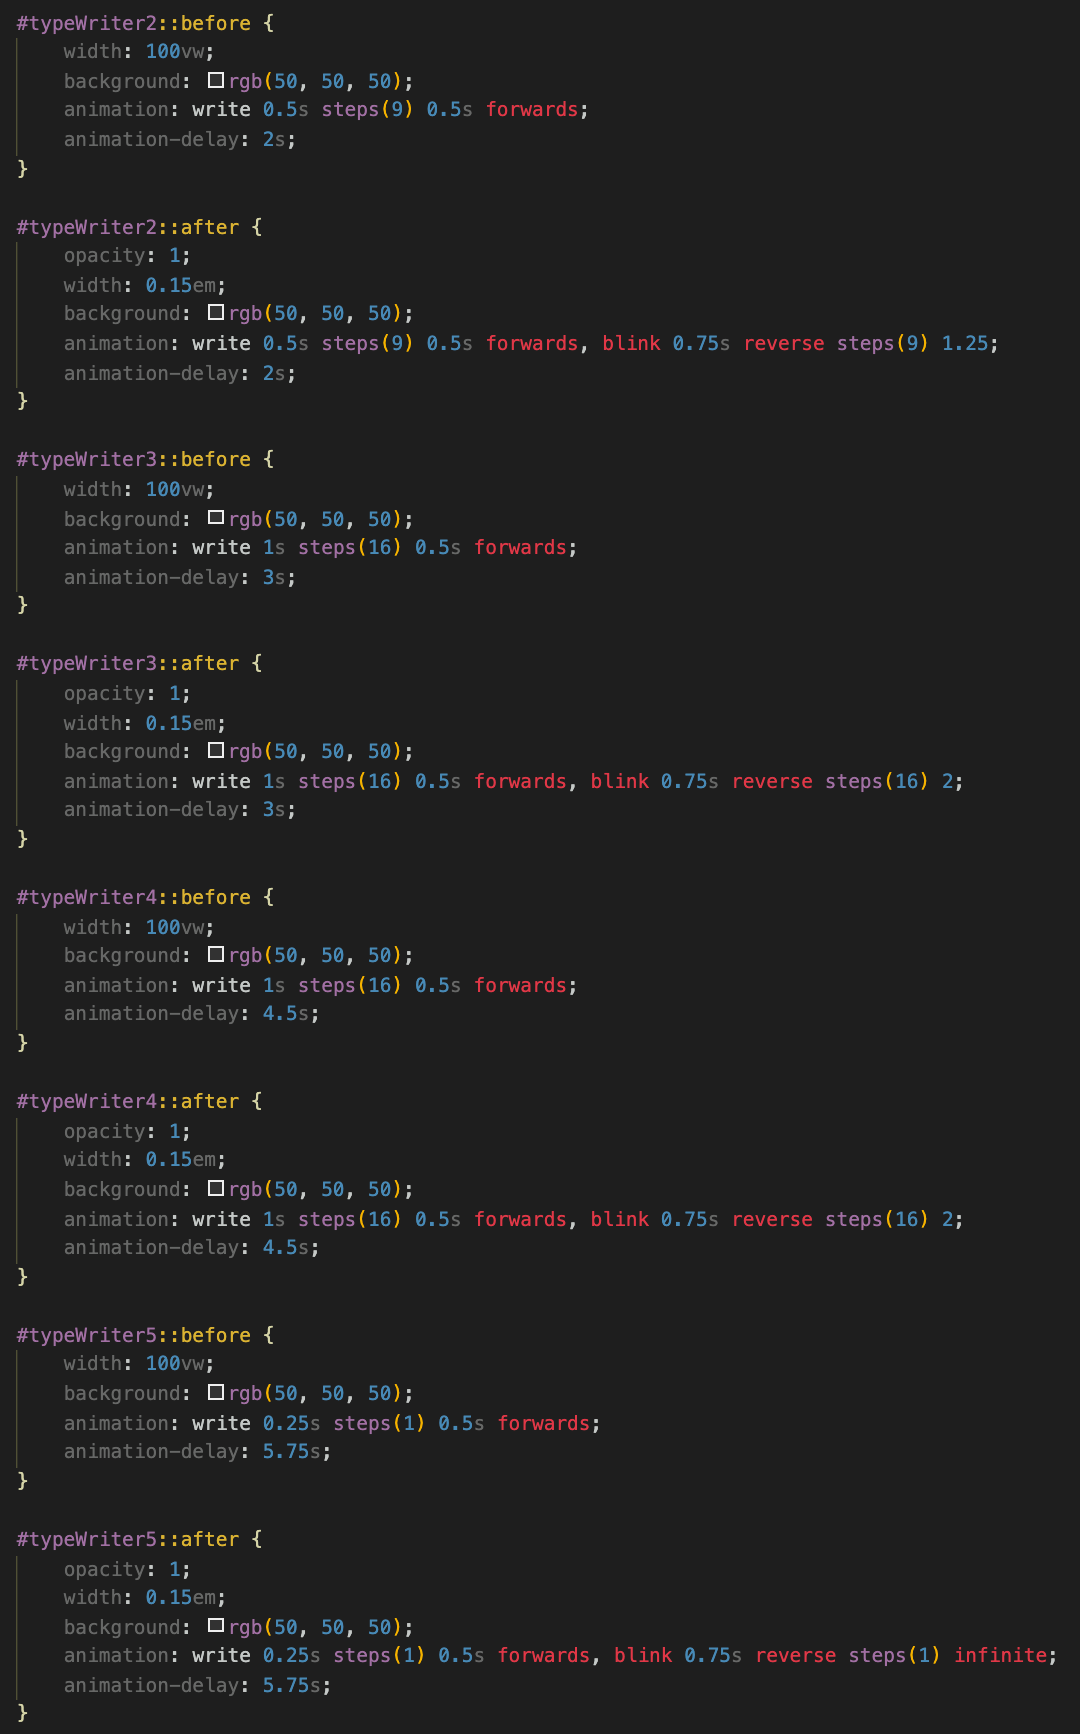 #typeWriter2::before {
    width: 100vw;
    background: rgb(50, 50, 50);
    animation: write 0.5s steps(9) 0.5s forwards;
    animation-delay: 2s;
}

#typeWriter2::after {
    opacity: 1;
    width: 0.15em;
    background: rgb(50, 50, 50);
    animation: write 0.5s steps(9) 0.5s forwards, blink 0.75s reverse steps(9) 1.25;
    animation-delay: 2s;
}

#typeWriter3::before {
    width: 100vw;
    background: rgb(50, 50, 50);
    animation: write 1s steps(16) 0.5s forwards;
    animation-delay: 3s;
}

#typeWriter3::after {
    opacity: 1;
    width: 0.15em;
    background: rgb(50, 50, 50);
    animation: write 1s steps(16) 0.5s forwards, blink 0.75s reverse steps(16) 2;
    animation-delay: 3s;
}

#typeWriter4::before {
    width: 100vw;
    background: rgb(50, 50, 50);
    animation: write 1s steps(16) 0.5s forwards;
    animation-delay: 4.5s;
}

#typeWriter4::after {
    opacity: 1;
    width: 0.15em;
    background: rgb(50, 50, 50);
    animation: write 1s steps(16) 0.5s forwards, blink 0.75s reverse steps(16) 2;
    animation-delay: 4.5s;
}

#typeWriter5::before {
    width: 100vw;
    background: rgb(50, 50, 50);
    animation: write 0.25s steps(1) 0.5s forwards;
    animation-delay: 5.75s;
}

#typeWriter5::after {
    opacity: 1;
    width: 0.15em;
    background: rgb(50, 50, 50);
    animation: write 0.25s steps(1) 0.5s forwards, blink 0.75s reverse steps(1) infinite;
    animation-delay: 5.75s;
}